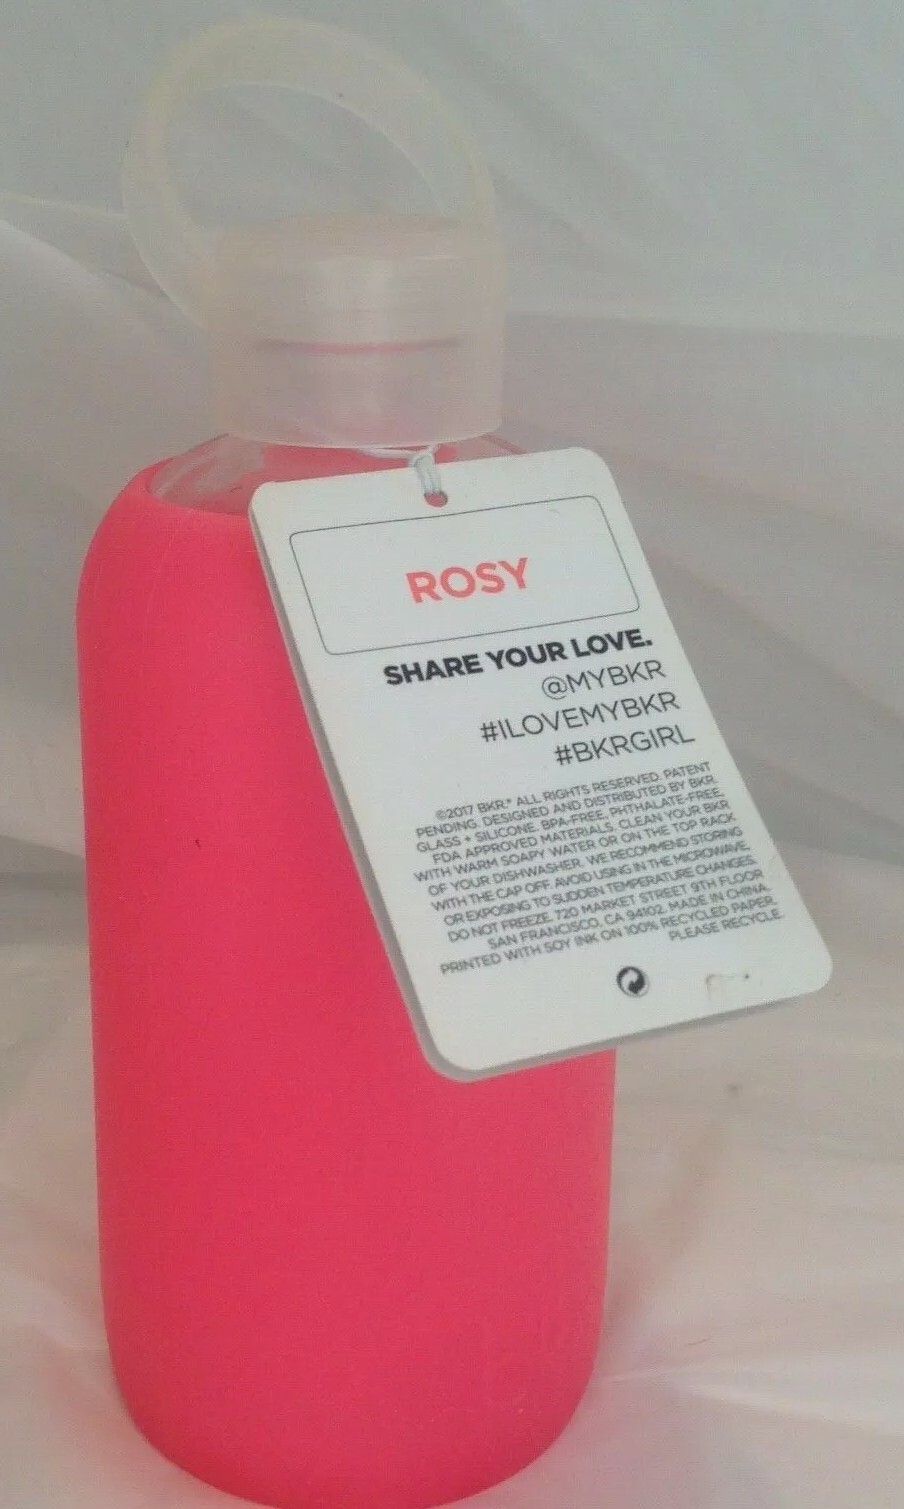 ROSY
SHARE YOUR LOVE.
@MYBKR
#ILOVEMYBKR
#BKRGIRL
©2017 BKR.® ALL RIGHTS RESERVED. PATENT
PENDING. DESIGNED AND DISTRIBUTED BY BKR.
GLASS + SILICONE. BPA-FREE, PHTHALATE-FREE,
FDA APPROVED MATERIALS. CLEAN YOUR BKR
WITH WARM SOAPY WATER OR ON THE TOP RACK
OF YOUR DISHWASHER. WE RECOMMEND STORING
WITH THE CAP OFF. AVOID USING IN THE MICROWAVE,
OR EXPOSING TO SUDDEN TEMPERATURE CHANGES.
DO NOT FREEZE. 720 MARKET STREET 9TH FLOOR
SAN FRANCISCO, CA 94102. MADE IN CHINA.
PRINTED WITH SOY INK ON 100% RECYCLED PAPER.
PLEASE RECYCLE.